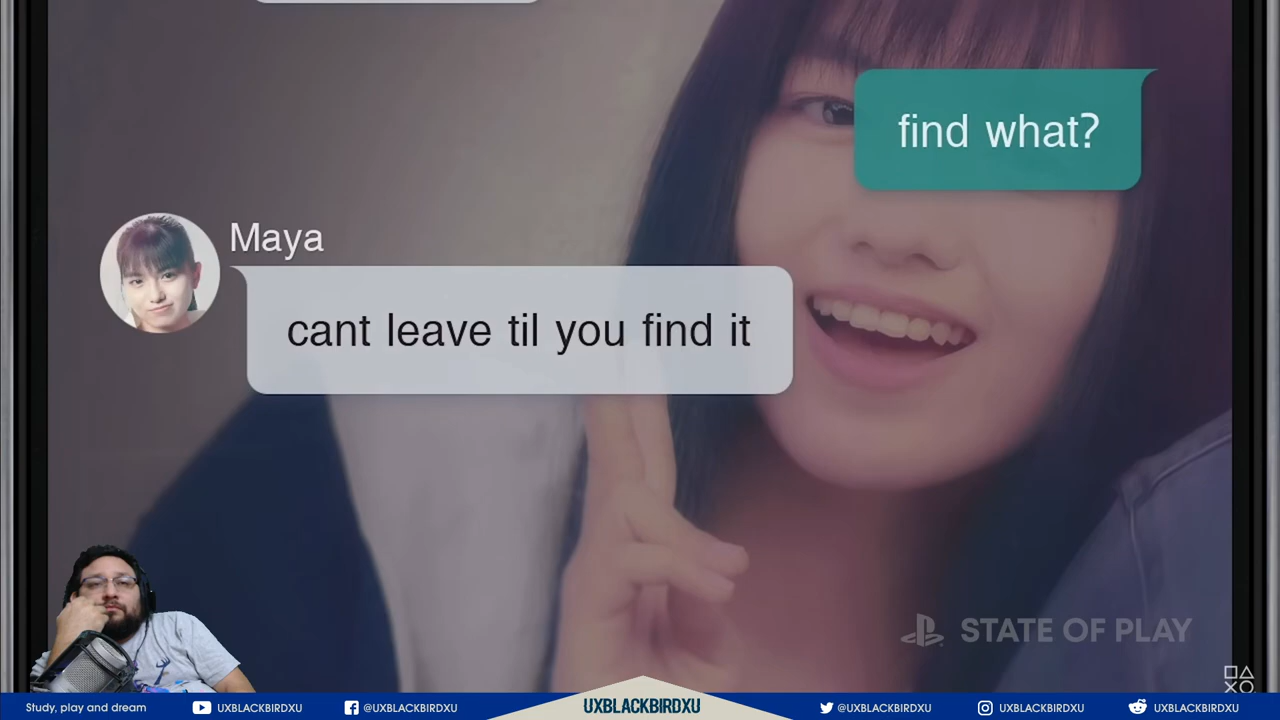 find what?
Maya
cant leave til you find it
STATE OF PLAY
Study, play and dream
UXBLACKBIRDXU
@UXBLACKBIRDXU
UXBLACKBIRDXU
@UXBLACKBIRDXU
UXBLACKBIRDXU
UXBLACKBIRDXU